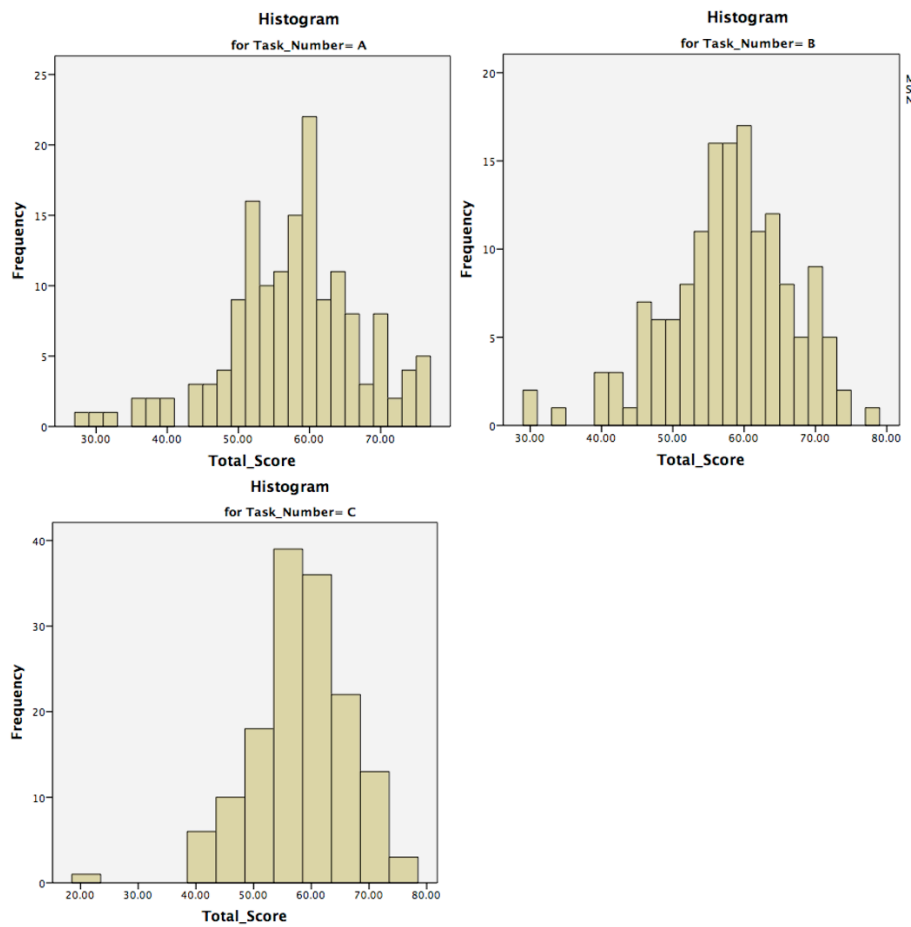 Histogram
for Task_Number= A
25
20
15
10
5
0
Frequency
30.00 40.00 50.00 60.00 70.00
Total_Score
Histogram
for Task_Number= B
20
15
10
5
0
Frequency
30.00 40.00 50.00 60.00 70.00 80.00
Total_Score
M
S
N
Histogram
for Task_Number= C
40
30
20
10
0
Frequency
20.00 30.00 40.00 50.00 60.00 70.00 80.00
Total_Score